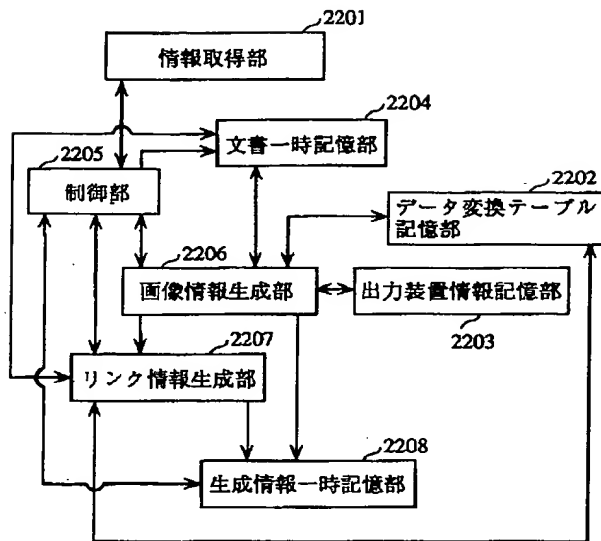 2201
情報取得部
2204
文書一時記憶部
2205
制御部
2202
データ変換テーブル
記憶部
2206
画像情報生成部
出力装置情報記憶部
2203
2207
リンク情報生成部
2208
生成情報一時記憶部